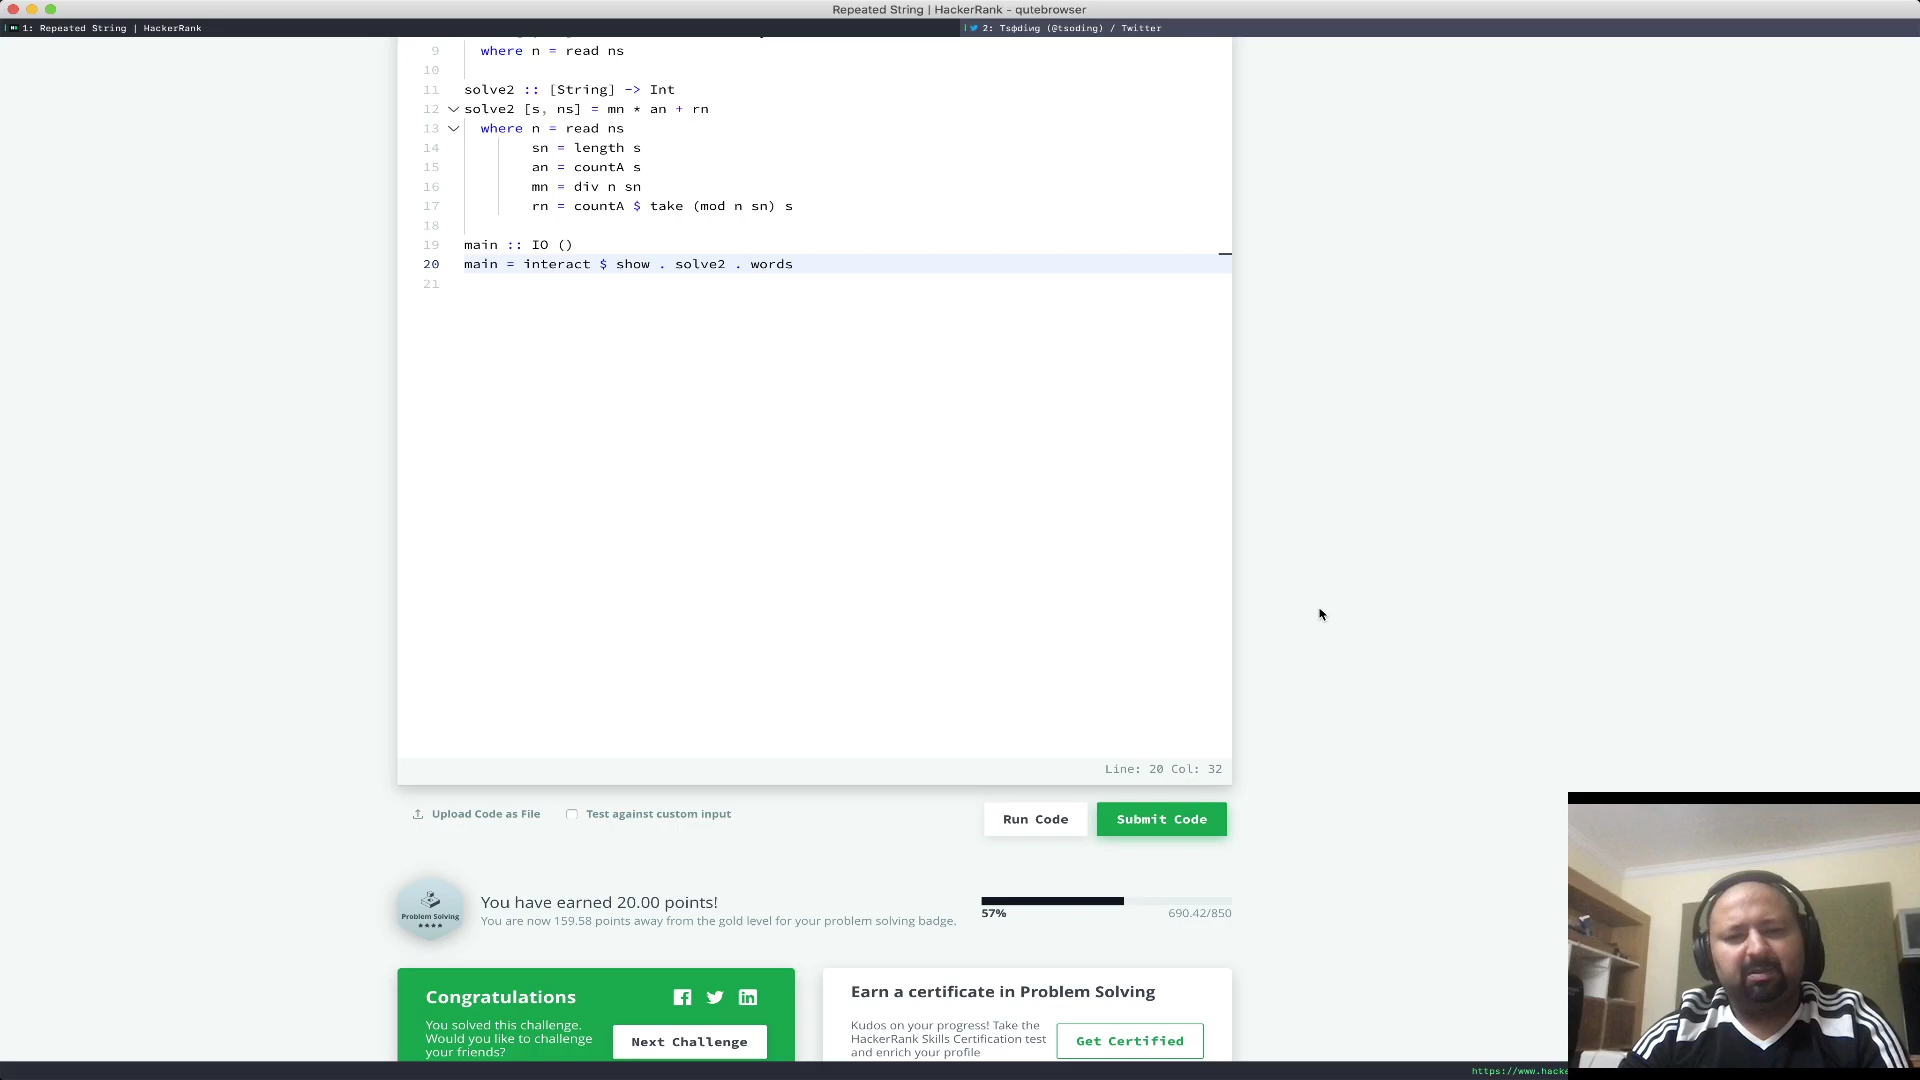 Repeated String | HackerRank - qutebrowser
1: Repeated String | HackerRank
2: Tsфdiиg (@tsoding) / Twitter
9 where n = read ns
10
11 solve2 :: [String] -> Int
12 solve2 [s, ns] = mn * an + rn
13 where n = read ns
14 sn = length s
15 an = countA s
16 mn = div n sn
17 rn = countA $ take (mod n sn) s
18
19 main :: IO ()
20 main = interact $ show . solve2 . words
21
Line: 20 Col: 32
Upload Code as File
Test against custom input
Run Code
Submit Code
Problem Solving
You have earned 20.00 points!
You are now 159.58 points away from the gold level for your problem solving badge.
57%
690.42/850
Congratulations
You solved this challenge.
Would you like to challenge
your friends?
Next Challenge
Earn a certificate in Problem Solving
Kudos on your progress! Take the
HackerRank Skills Certification test
and enrich your profile
Get Certified
https://www.hacke